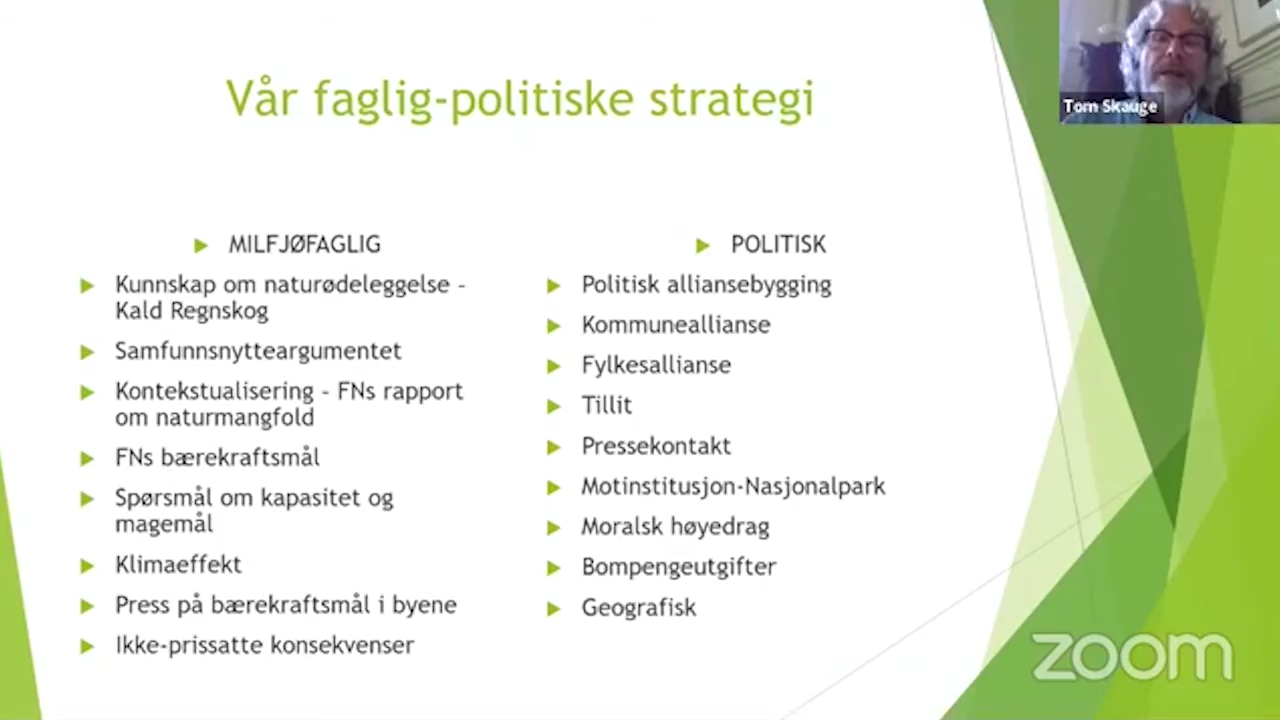 Vår faglig-politiske strategi
Tom Skauge
MILFJØFAGLIG
Kunnskap om naturødeleggelse –
Kald Regnskog
Samfunnsnytteargumentet
Kontekstualisering – FNs rapport
om naturmangfold
FNs bærekraftsmål
Spørsmål om kapasitet og
magemål
Klimaeffekt
Press på bærekraftsmål i byene
Ikke-prissatte konsekvenser
POLITISK
Politisk alliansebygging
Kommuneallianse
Fylkesallianse
Tillit
Pressekontakt
Motinstitusjon-Nasjonalpark
Moralsk høyedrag
Bompengeutgifter
Geografisk
zoom